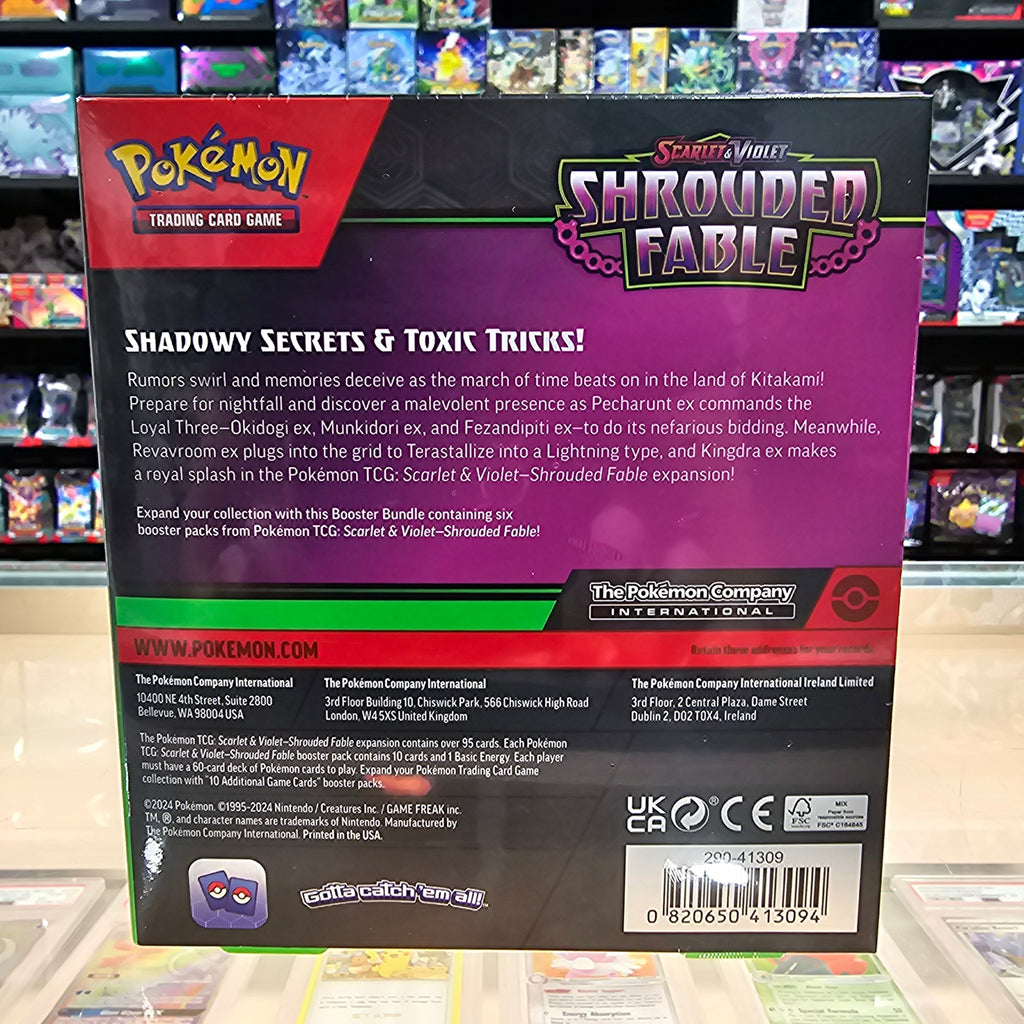 POKéMON
TRADING CARD GAME
SCARLET & VIOLET
SHROUDED
FABLE
SHADOWY SECRETS & TOXIC TRICKS!
Rumors swirl and memories deceive as the march of time beats on in the land of Kitakami!
Prepare for nightfall and discover a malevolent presence as Pecharunt ex commands the
Loyal Three—Okidogi ex, Munkidori ex, and Fezandipiti ex—to do its nefarious bidding. Meanwhile,
Revavroom ex plugs into the grid to Terastallize into a Lightning type, and Kingdra ex makes
a royal splash in the Pokémon TCG: Scarlet & Violet—Shrouded Fable expansion!
Expand your collection with this Booster Bundle containing six
booster packs from Pokémon TCG: Scarlet & Violet—Shrouded Fable!
The Pokémon Company
INTERNATIONAL
WWW.POKEMON.COM
Retain these addresses for your records.
The Pokémon Company International
10400 NE 4th Street, Suite 2800
Bellevue, WA 98004 USA
The Pokémon Company International
3rd Floor Building 10, Chiswick Park, 566 Chiswick High Road
London, W4 5XS United Kingdom
The Pokémon Company International Ireland Limited
3rd Floor, 2 Central Plaza, Dame Street
Dublin 2, D02 T0X4, Ireland
The Pokémon TCG: Scarlet & Violet—Shrouded Fable expansion contains over 95 cards. Each Pokémon
TCG: Scarlet & Violet—Shrouded Fable booster pack contains 10 cards and 1 Basic Energy. Each player
must have a 60-card deck of Pokémon cards to play. Expand your Pokémon Trading Card Game
collection with "10 Additional Game Cards" booster packs.
©2024 Pokémon. ©1995-2024 Nintendo / Creatures Inc. / GAME FREAK inc.
TM, ®, and character names are trademarks of Nintendo. Manufactured by
The Pokémon Company International. Printed in the USA.
UK
CA
CE
FSC
MIX
Paper from
responsible sources
FSC® C164845
Gotta catch 'em all!
290-41309
0 820650 413094
Energy Absorption
Special Formula